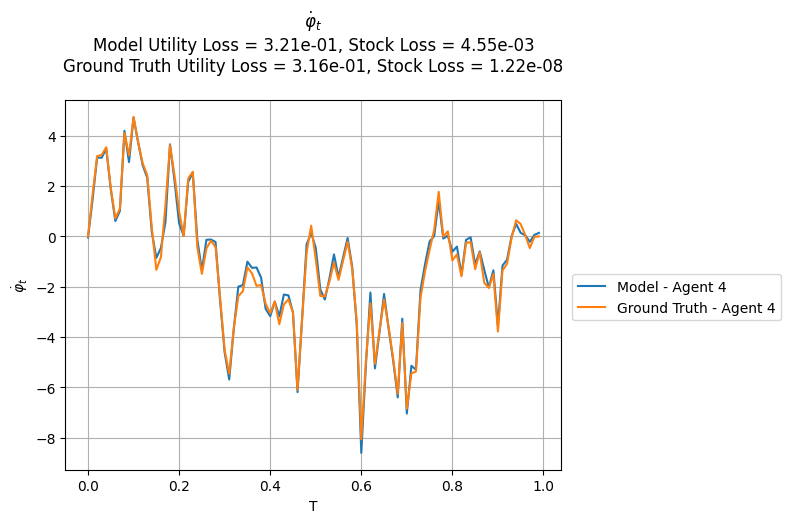 φ̇ₜ
Model Utility Loss = 3.21e-01, Stock Loss = 4.55e-03
Ground Truth Utility Loss = 3.16e-01, Stock Loss = 1.22e-08
4
2
0
−2
−4
−6
−8
φ̇ₜ
0.0 0.2 0.4 0.6 0.8 1.0
T
Model - Agent 4
Ground Truth - Agent 4